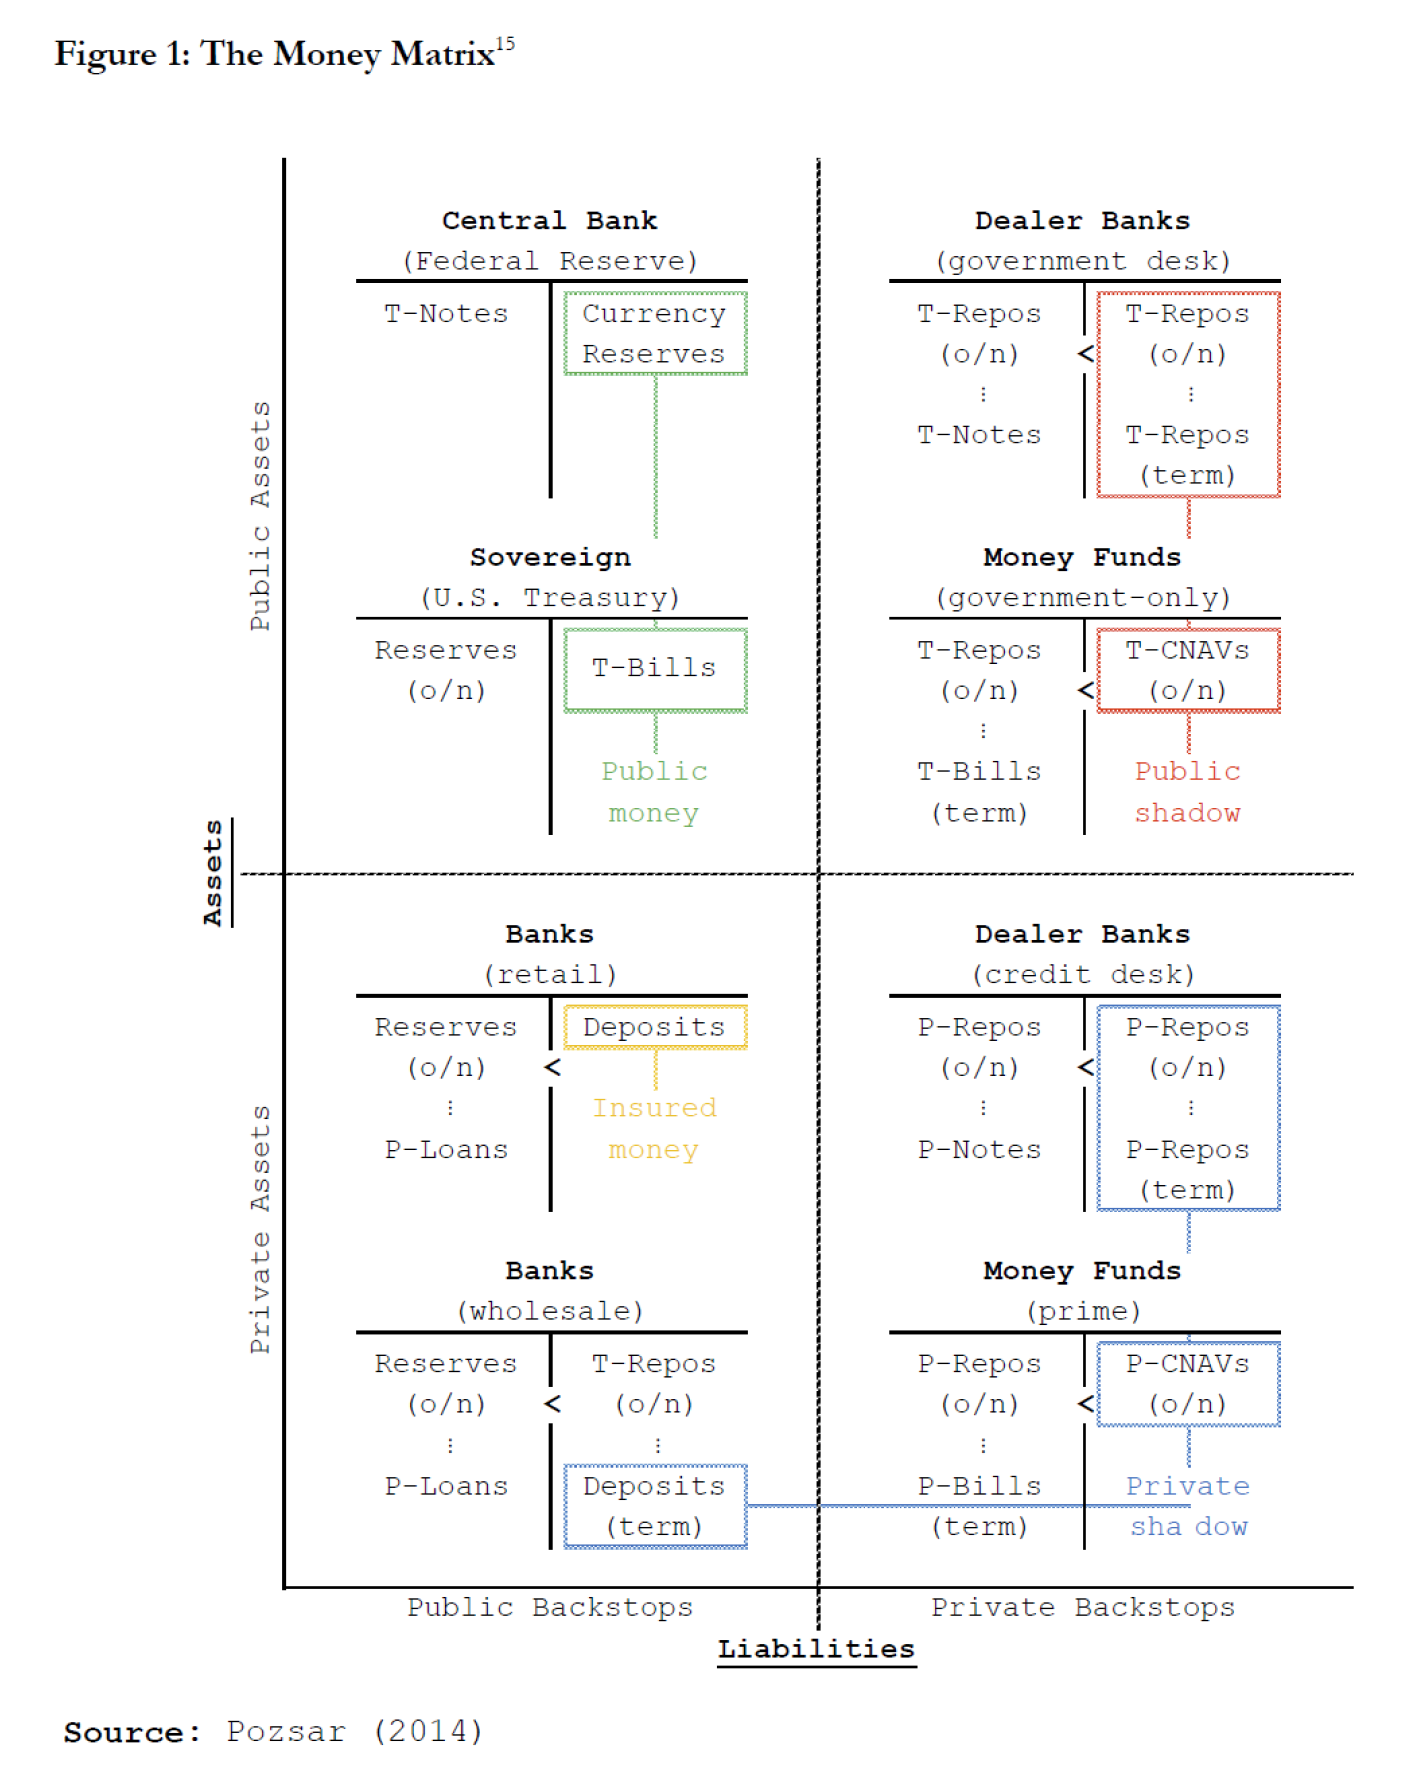 Figure 1: The Money Matrix15
Central Bank
(Federal Reserve)
T-Notes
Currency
Reserves
Dealer Banks
(government desk)
T-Repos
(o/n)
⋮
T-Notes
<
T-Repos
(o/n)
⋮
T-Repos
(term)
Public Assets
Sovereign
(U.S. Treasury)
Reserves
(o/n)
T-Bills
Public
money
Money Funds
(government-only)
T-Repos
(o/n)
⋮
T-Bills
(term)
<
T-CNAVs
(o/n)
Public
shadow
Assets
Banks
(retail)
Reserves
(o/n)
⋮
P-Loans
<
Deposits
Insured
money
Dealer Banks
(credit desk)
P-Repos
(o/n)
⋮
P-Notes
<
P-Repos
(o/n)
⋮
P-Repos
(term)
Private Assets
Banks
(wholesale)
Reserves
(o/n)
⋮
P-Loans
<
T-Repos
(o/n)
⋮
Deposits
(term)
Money Funds
(prime)
P-Repos
(o/n)
⋮
P-Bills
(term)
<
P-CNAVs
(o/n)
Private
sha dow
Public Backstops
Private Backstops
Liabilities
Source: Pozsar (2014)